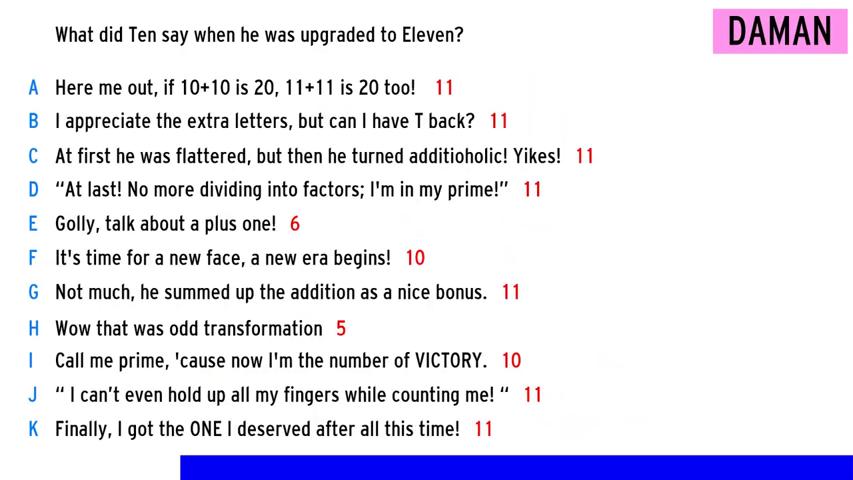 What did Ten say when he was upgraded to Eleven?
DAMAN
A Here me out, if 10+10 is 20, 11+11 is 20 too! 11
B I appreciate the extra letters, but can I have T back? 11
C At first he was flattered, but then he turned additioholic! Yikes! 11
D “At last! No more dividing into factors; I'm in my prime!” 11
E Golly, talk about a plus one! 6
F It's time for a new face, a new era begins! 10
G Not much, he summed up the addition as a nice bonus. 11
H Wow that was odd transformation 5
I Call me prime, 'cause now I'm the number of VICTORY. 10
J “ I can’t even hold up all my fingers while counting me! “ 11
K Finally, I got the ONE I deserved after all this time! 11